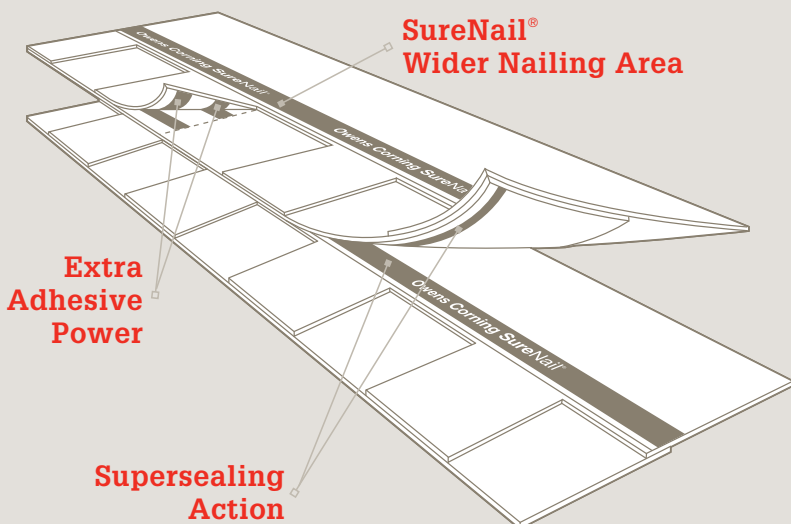 SureNail®
Wider Nailing Area
Owens Corning SureNail®
Owens Corning SureNa
Extra
Adhesive
Power
Owens Corning SureNail®
Supersealing
Action